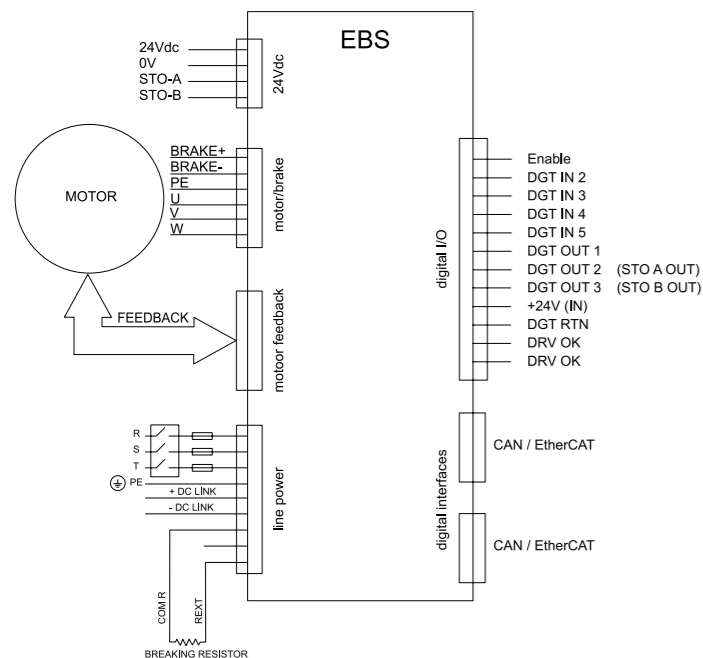 EBS
24Vdc
0V
STO-A
STO-B
24Vdc
BRAKE+
BRAKE-
PE
U
V
W
MOTOR
motor/brake
FEEDBACK
motoor feedback
R
S
T
PE
+ DC LINK
- DC LINK
line power
COM R
REXT
BREAKING RESISTOR
digital I/O
Enable
DGT IN 2
DGT IN 3
DGT IN 4
DGT IN 5
DGT OUT 1
DGT OUT 2 (STO A OUT)
DGT OUT 3 (STO B OUT)
+24V (IN)
DGT RTN
DRV OK
DRV OK
digital interfaces
CAN / EtherCAT
CAN / EtherCAT